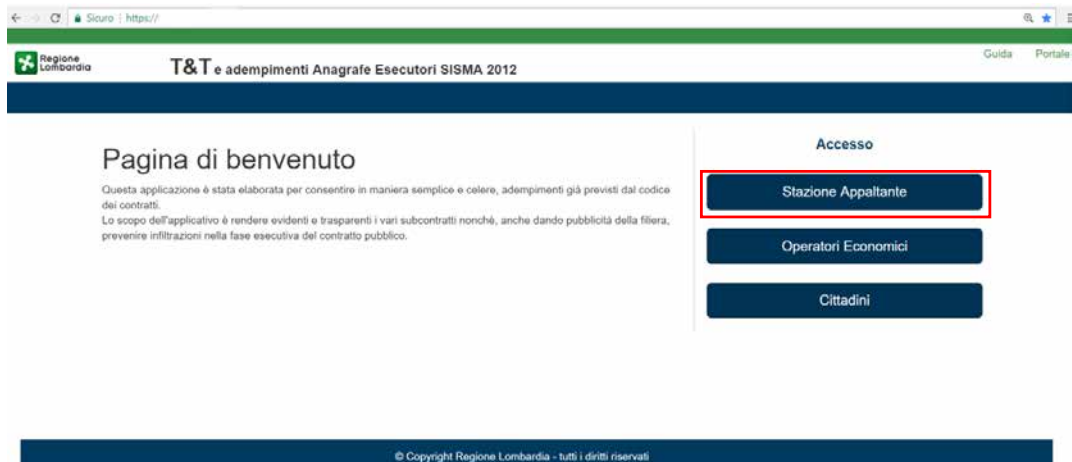 Sicuro | https://
Regione
Lombardia
T&T e adempimenti Anagrafe Esecutori SISMA 2012
Guida Portale
Pagina di benvenuto
Questa applicazione è stata elaborata per consentire in maniera semplice e celere, adempimenti già previsti dal codice
dei contratti.
Lo scopo dell'applicativo è rendere evidenti e trasparenti i vari subcontratti nonchè, anche dando pubblicità della filiera,
prevenire infiltrazioni nella fase esecutiva del contratto pubblico.
Accesso
Stazione Appaltante
Operatori Economici
Cittadini
© Copyright Regione Lombardia - tutti i diritti riservati